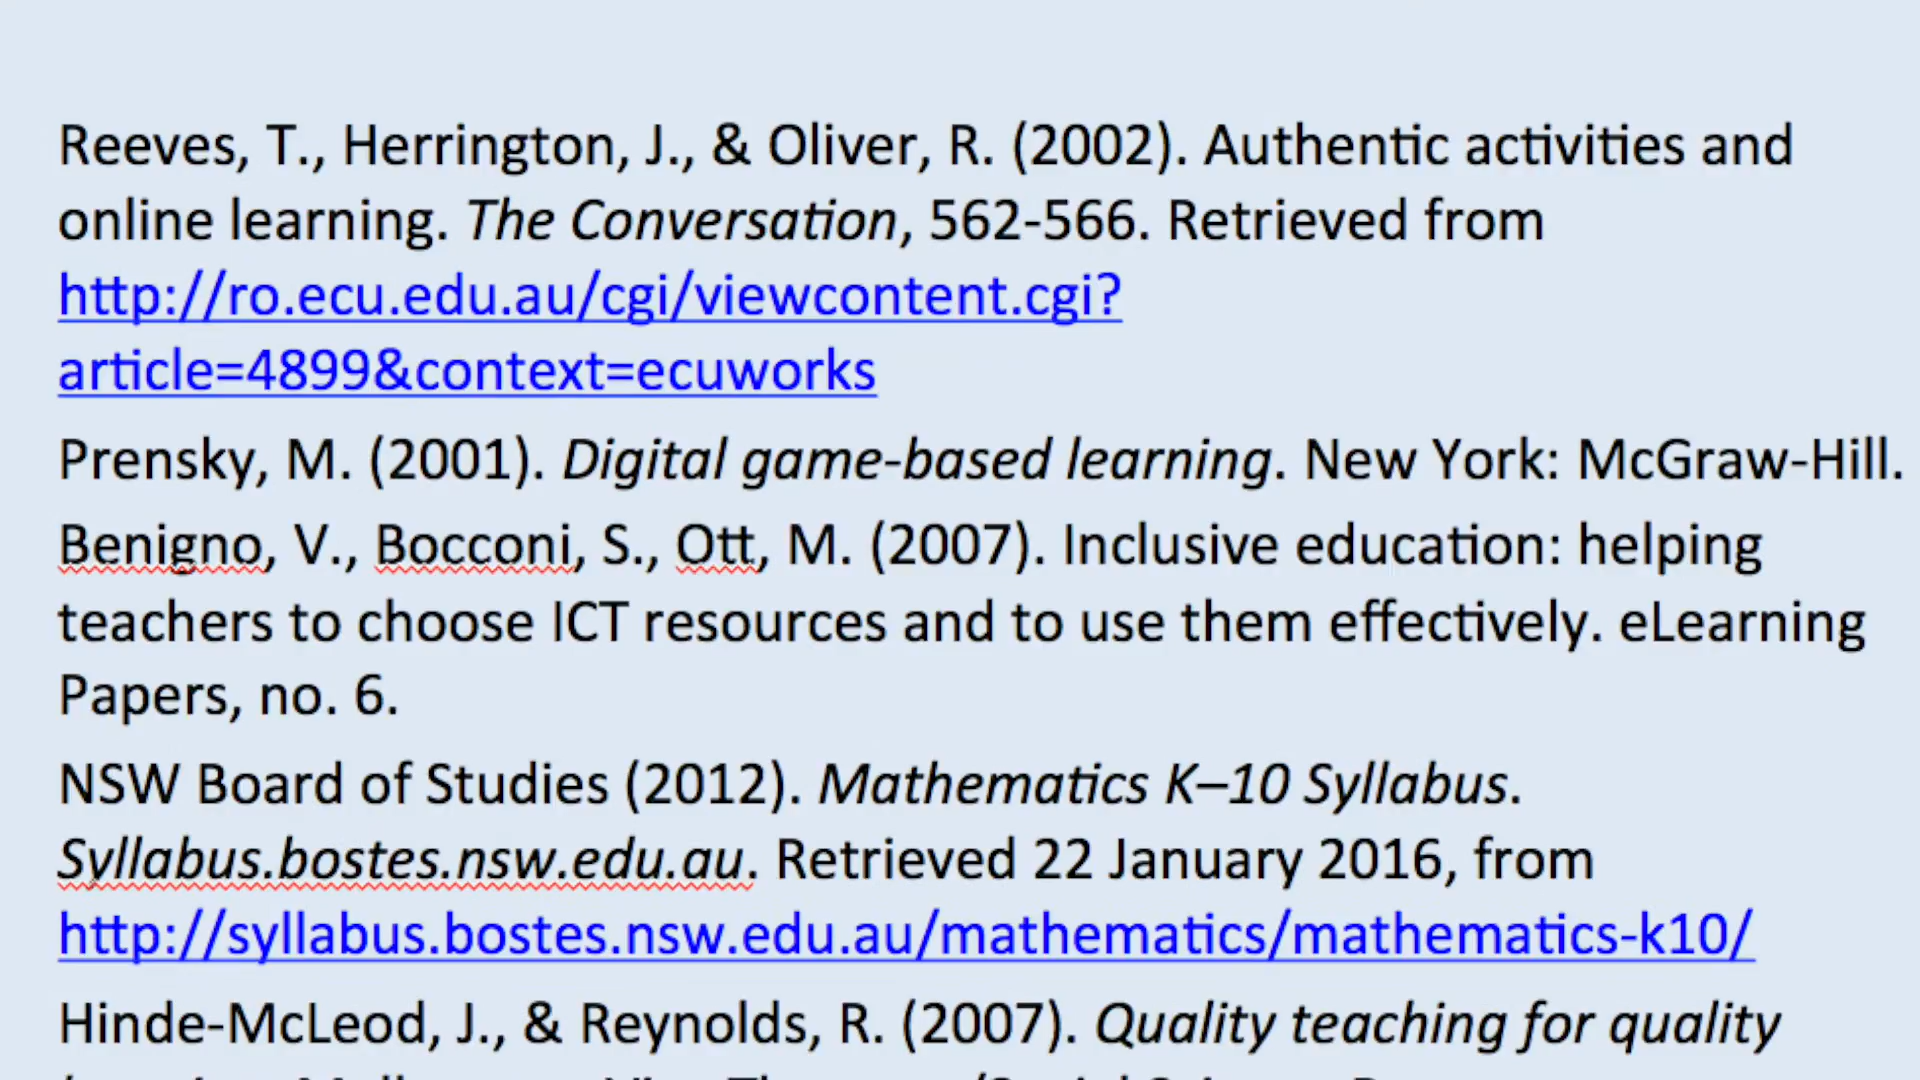 Reeves, T., Herrington, J., & Oliver, R. (2002). Authentic activities and
online learning. The Conversation, 562-566. Retrieved from
http://ro.ecu.edu.au/cgi/viewcontent.cgi?
article=4899&context=ecuworks
Prensky, M. (2001). Digital game-based learning. New York: McGraw-Hill.
Benigno, V., Bocconi, S., Ott, M. (2007). Inclusive education: helping
teachers to choose ICT resources and to use them effectively. eLearning
Papers, no. 6.
NSW Board of Studies (2012). Mathematics K–10 Syllabus.
Syllabus.bostes.nsw.edu.au. Retrieved 22 January 2016, from
http://syllabus.bostes.nsw.edu.au/mathematics/mathematics-k10/
Hinde-McLeod, J., & Reynolds, R. (2007). Quality teaching for quality